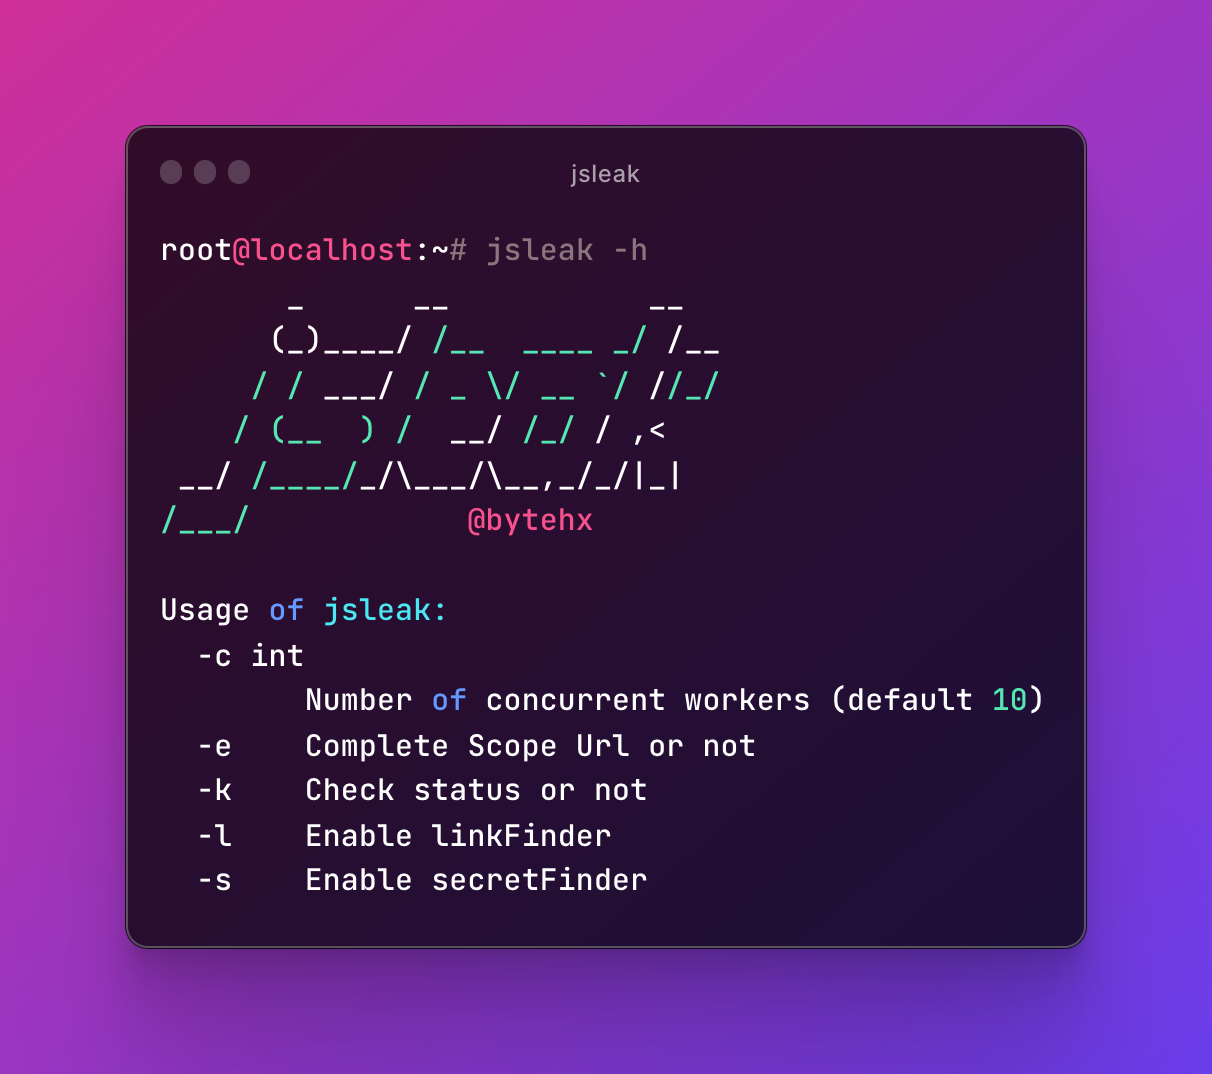 jsleak
root@localhost:~# jsleak -h
       _      __           __
      (_)____/ /__  ____ _/ /__
     / / ___/ / _ \/ __ `/ //_/
    / (__  ) /  __/ /_/ / ,<
 __/ /____/_/\___/\__,_/_/|_|
/___/            @bytehx
Usage of jsleak:
  -c int
        Number of concurrent workers (default 10)
  -e    Complete Scope Url or not
  -k    Check status or not
  -l    Enable linkFinder
  -s    Enable secretFinder